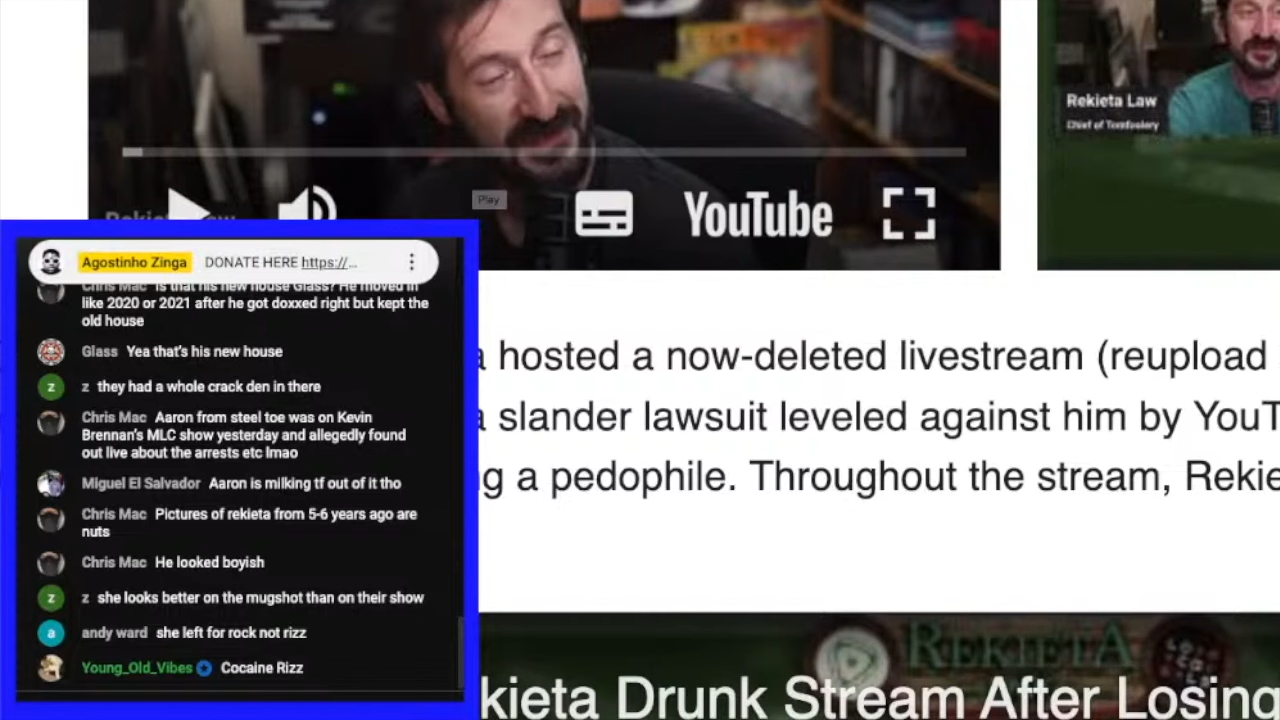 Rekieta Law
Chief of Tomfoolery
Play
YouTube
Agostinho Zinga DONATE HERE https://...
Chris Mac Is that his new house Glass? He moved in
like 2020 or 2021 after he got doxxed right but kept the
old house
Glass Yea that's his new house
z z they had a whole crack den in there
Chris Mac Aaron from steel toe was on Kevin
Brennan's MLC show yesterday and allegedly found
out live about the arrests etc lmao
Miguel El Salvador Aaron is milking tf out of it tho
Chris Mac Pictures of rekieta from 5-6 years ago are
nuts
Chris Mac He looked boyish
z z she looks better on the mugshot than on their show
a andy ward she left for rock not rizz
Young_Old_Vibes Cocaine Rizz
a hosted a now-deleted livestream (reupload
a slander lawsuit leveled against him by YouT
g a pedophile. Throughout the stream, Rekie
REKIETA
LOCALS
kieta Drunk Stream After Losing